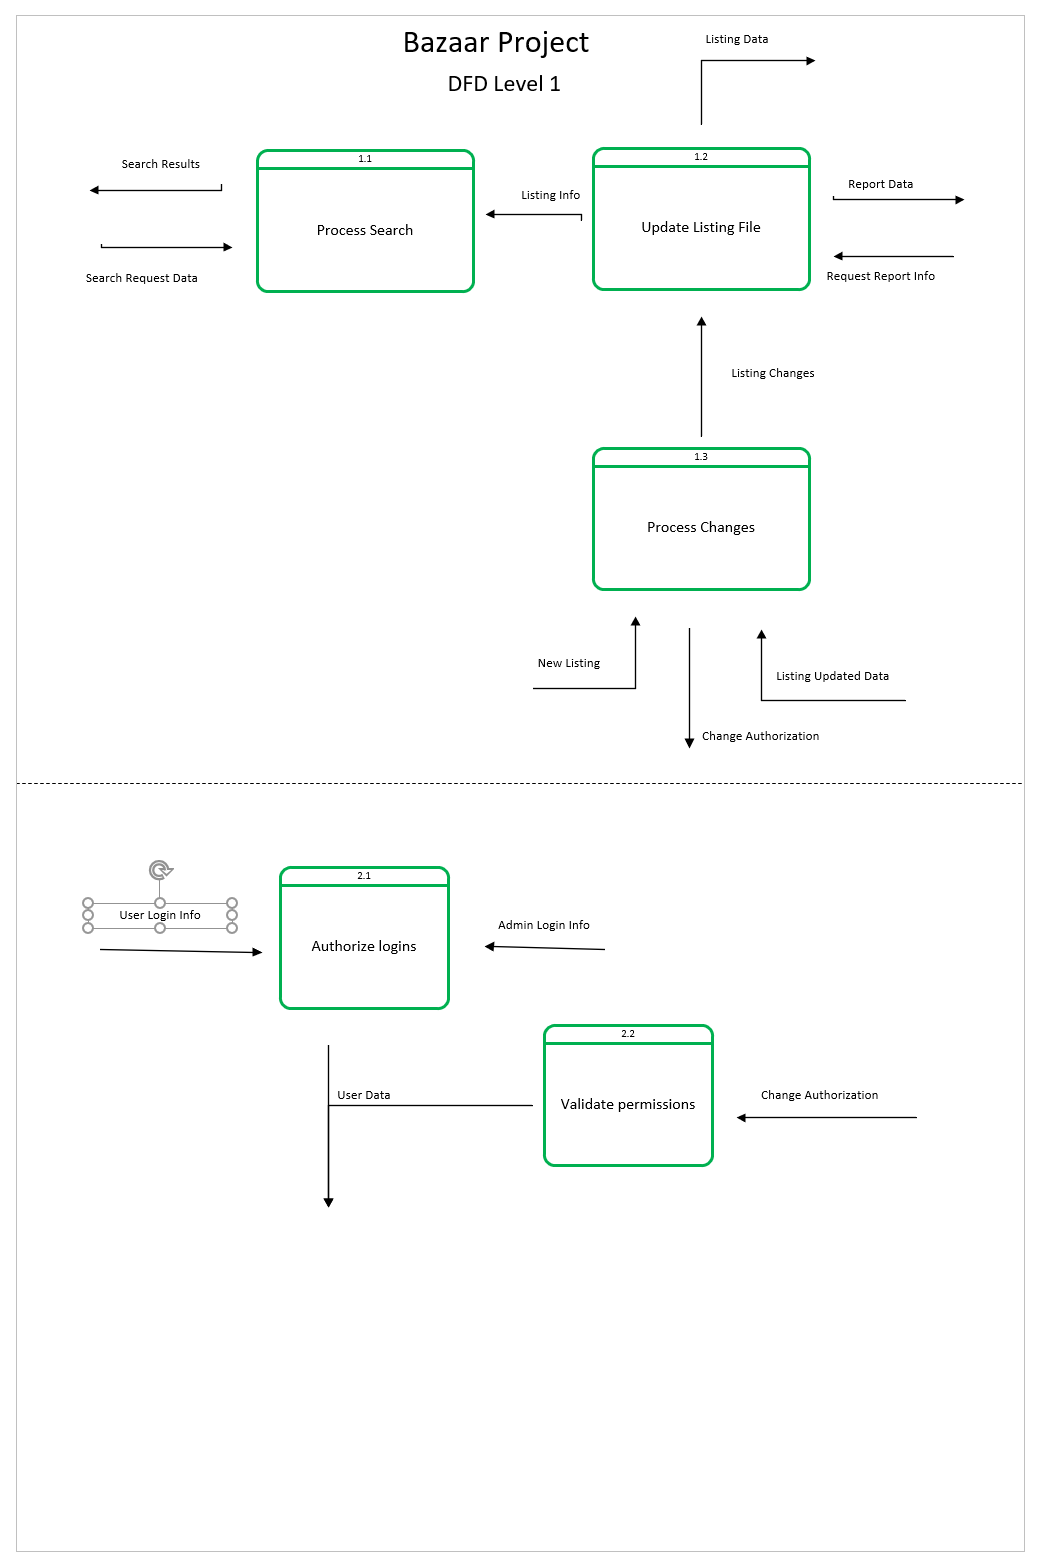 Bazaar Project
DFD Level 1
Listing Data
1.1
1.2
Search Results
Report Data
Listing Info
Process Search
Update Listing File
Search Request Data
Request Report Info
Listing Changes
1.3
Process Changes
New Listing
Listing Updated Data
Change Authorization
2.1
User Login Info
Admin Login Info
Authorize logins
2.2
User Data
Change Authorization
Validate permissions